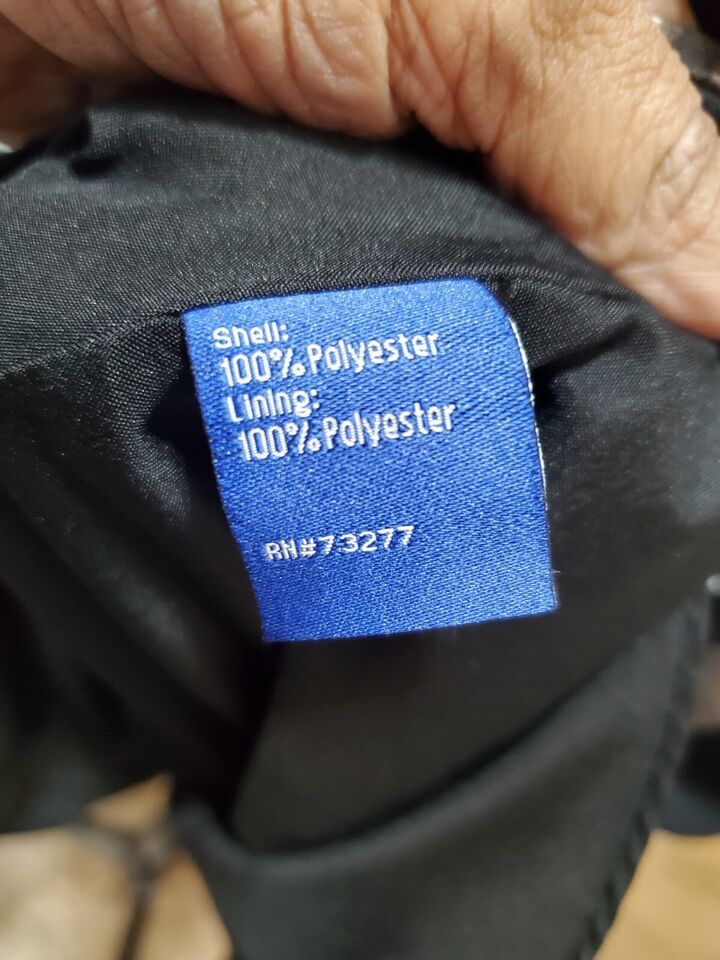 Shell:
100% Polyester
Lining:
100% Polyester
RN#73277